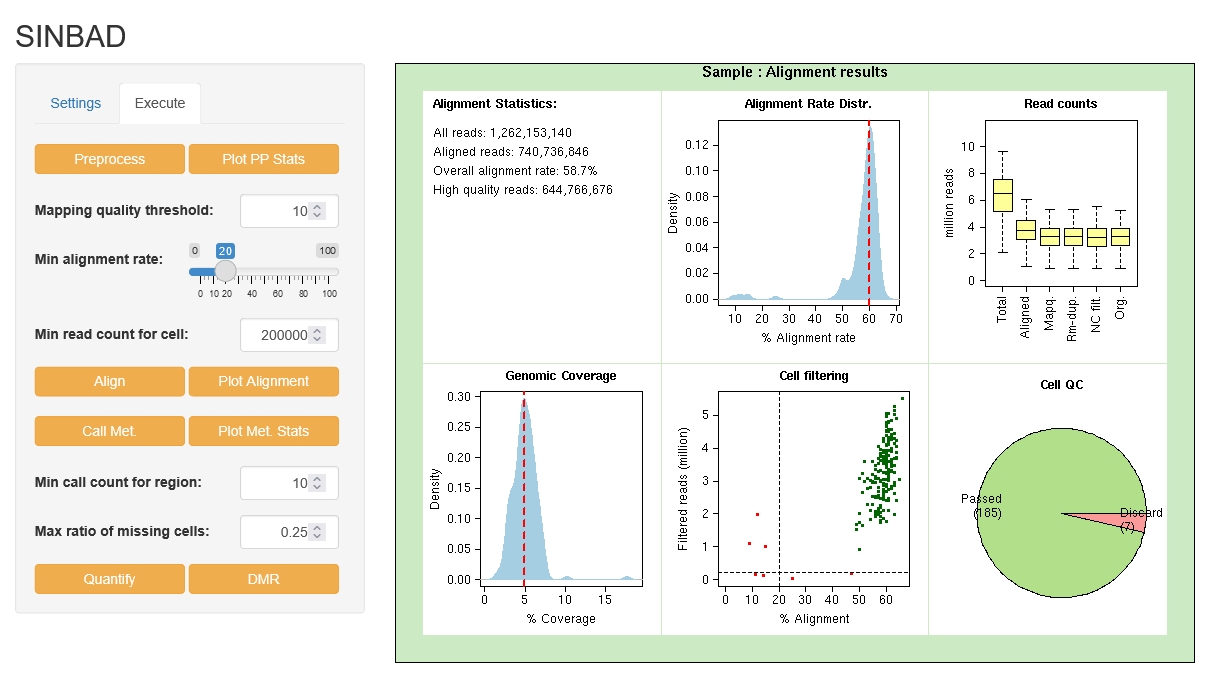 SINBAD
Settings
Execute
Preprocess
Plot PP Stats
Mapping quality threshold:
10
Min alignment rate:
0
20
100
0 10 20 40 60 80 100
Min read count for cell:
200000
Align
Plot Alignment
Call Met.
Plot Met. Stats
Min call count for region:
10
Max ratio of missing cells:
0.25
Quantify
DMR
Sample : Alignment results
Alignment Statistics:
All reads: 1,262,153,140
Aligned reads: 740,736,846
Overall alignment rate: 58.7%
High quality reads: 644,766,676
Alignment Rate Distr.
Density
0.12
0.10
0.08
0.06
0.04
0.02
0.00
10 20 30 40 50 60 70
% Alignment rate
Read counts
million reads
10
8
6
4
2
0
Total
Aligned
Mapq.
Rm-dup.
NC filt.
Org.
Genomic Coverage
Density
0.30
0.25
0.20
0.15
0.10
0.05
0.00
0 5 10 15
% Coverage
Cell filtering
Filtered reads (million)
5
4
3
2
1
0
0 10 20 30 40 50 60
% Alignment
Cell QC
Passed
(185)
Discard
(7)